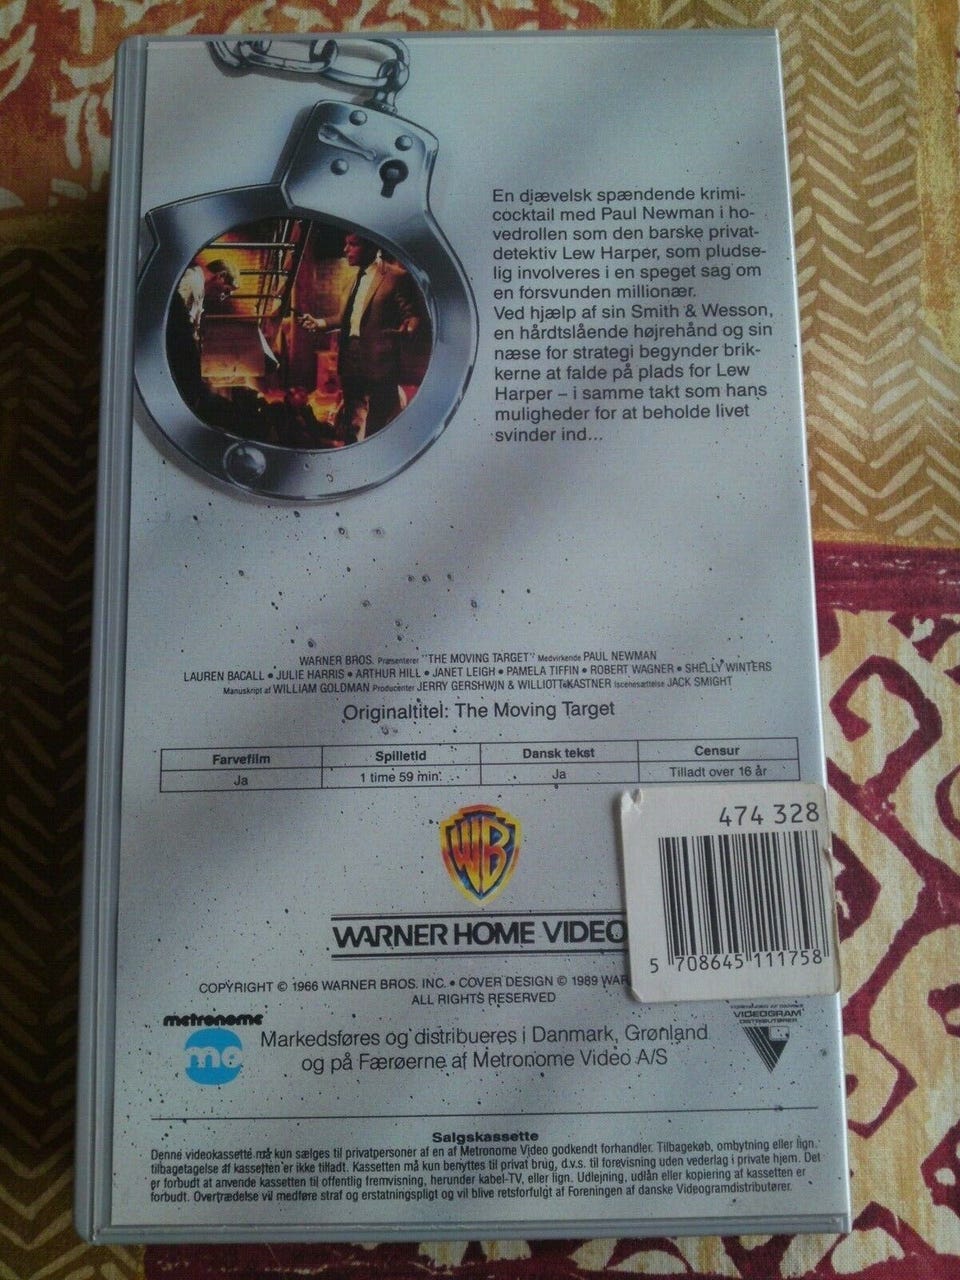 En djævelsk spændende krimi-
cocktail med Paul Newman i ho-
vedrollen som den barske privat-
detektiv Lew Harper, som pludse-
lig involveres i en speget sag om
en forsvunden millionær.
Ved hjælp af sin Smith & Wesson,
en hårdtslående højrehånd og sin
næse for strategi begynder brik-
kerne at falde på plads for Lew
Harper – i samme takt som hans
muligheder for at beholde livet
svinder ind...
WARNER BROS. Præsenterer "THE MOVING TARGET" Medvirkende PAUL NEWMAN
LAUREN BACALL • JULIE HARRIS • ARTHUR HILL • JANET LEIGH • PAMELA TIFFIN • ROBERT WAGNER • SHELLY WINTERS
Manuskript af WILLIAM GOLDMAN Producenter JERRY GERSHWIN & WILLIOTT KASTNER Iscenesættelse JACK SMIGHT
Originaltitel: The Moving Target
Farvefilm Spilletid Dansk tekst Censur
Ja 1 time 59 min. Ja Tilladt over 16 år
474 328
WB
WARNER HOME VIDEO
5 708645 111758
COPYRIGHT © 1966 WARNER BROS. INC. • COVER DESIGN © 1989 WAR
ALL RIGHTS RESERVED
metronome
me
Markedsføres og distribueres i Danmark, Grønland
og på Færøerne af Metronome Video A/S
FORENINGEN AF DANSKE
VIDEOGRAM
DISTRIBUTØRER
Salgskassette
Denne videokassette må kun sælges til privatpersoner af en af Metronome Video godkendt forhandler. Tilbagekøb, ombytning eller lign.
tilbagetagelse af kassetten er ikke tilladt. Kassetten må kun benyttes til privat brug, d.v.s. til forevisning uden vederlag i private hjem. Det
er forbudt at anvende kassetten til offentlig fremvisning, herunder kabel-TV, eller lign. Udlejning, udlån eller kopiering af kassetten er
forbudt. Overtrædelse vil medføre straf og erstatningspligt og vil blive retsforfulgt af Foreningen af danske Videogramdistributører.